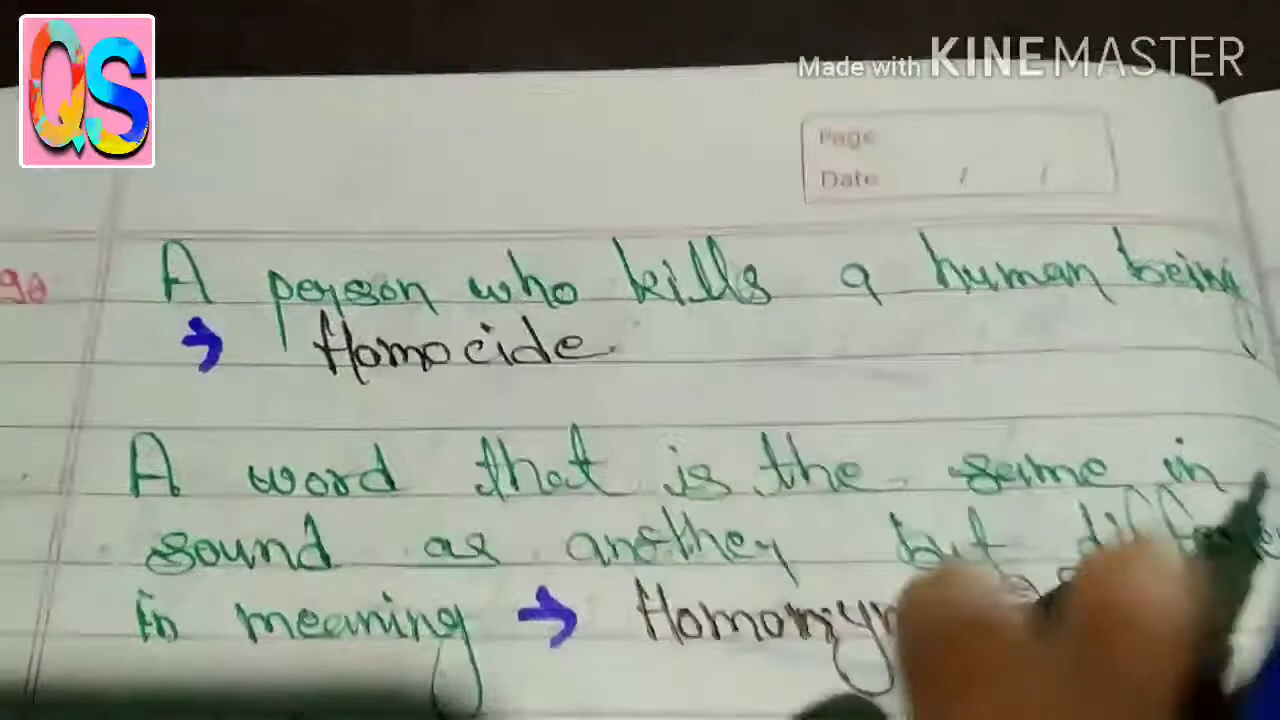 QS
Made with KINEMASTER
Page
Date / /
90 A person who kills a human being
→ Homocide.
A word that is the same in
sound as another but
in meaning → Homonym